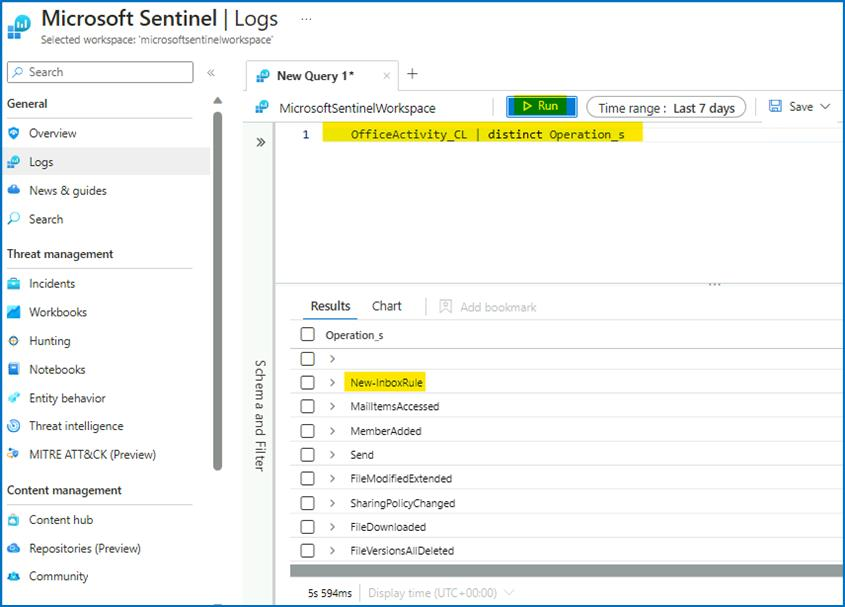 Microsoft Sentinel | Logs ...
Selected workspace: 'microsoftsentinelworkspace'
Search «
General
Overview
Logs
News & guides
Search
Threat management
Incidents
Workbooks
Hunting
Notebooks
Entity behavior
Threat intelligence
MITRE ATT&CK (Preview)
Content management
Content hub
Repositories (Preview)
Community
New Query 1* × +
MicrosoftSentinelWorkspace Run Time range : Last 7 days Save
»
1 OfficeActivity_CL | distinct Operation_s
...
Schema and Filter
Results Chart Add bookmark
Operation_s
New-InboxRule
MailItemsAccessed
MemberAdded
Send
FileModifiedExtended
SharingPolicyChanged
FileDownloaded
FileVersionsAllDeleted
5s 594ms Display time (UTC+00:00)